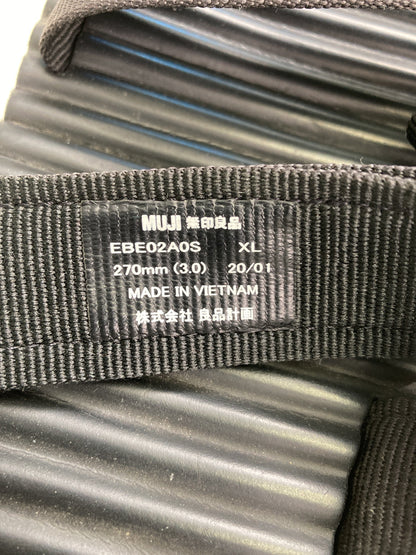 MUJI 無印良品
EBE02A0S XL
270mm (3.0) 20/01
MADE IN VIETNAM
株式会社 良品計画